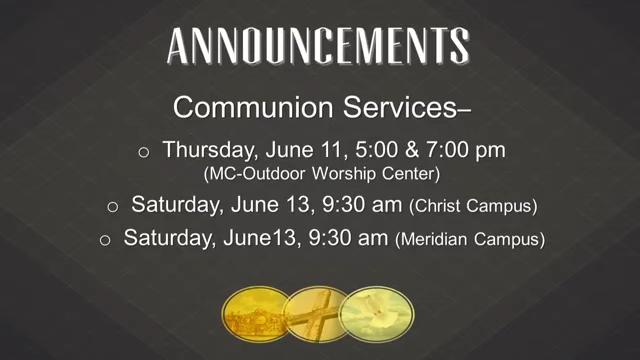 ANNOUNCEMENTS
Communion Services–
o Thursday, June 11, 5:00 & 7:00 pm
(MC-Outdoor Worship Center)
o Saturday, June 13, 9:30 am (Christ Campus)
o Saturday, June13, 9:30 am (Meridian Campus)